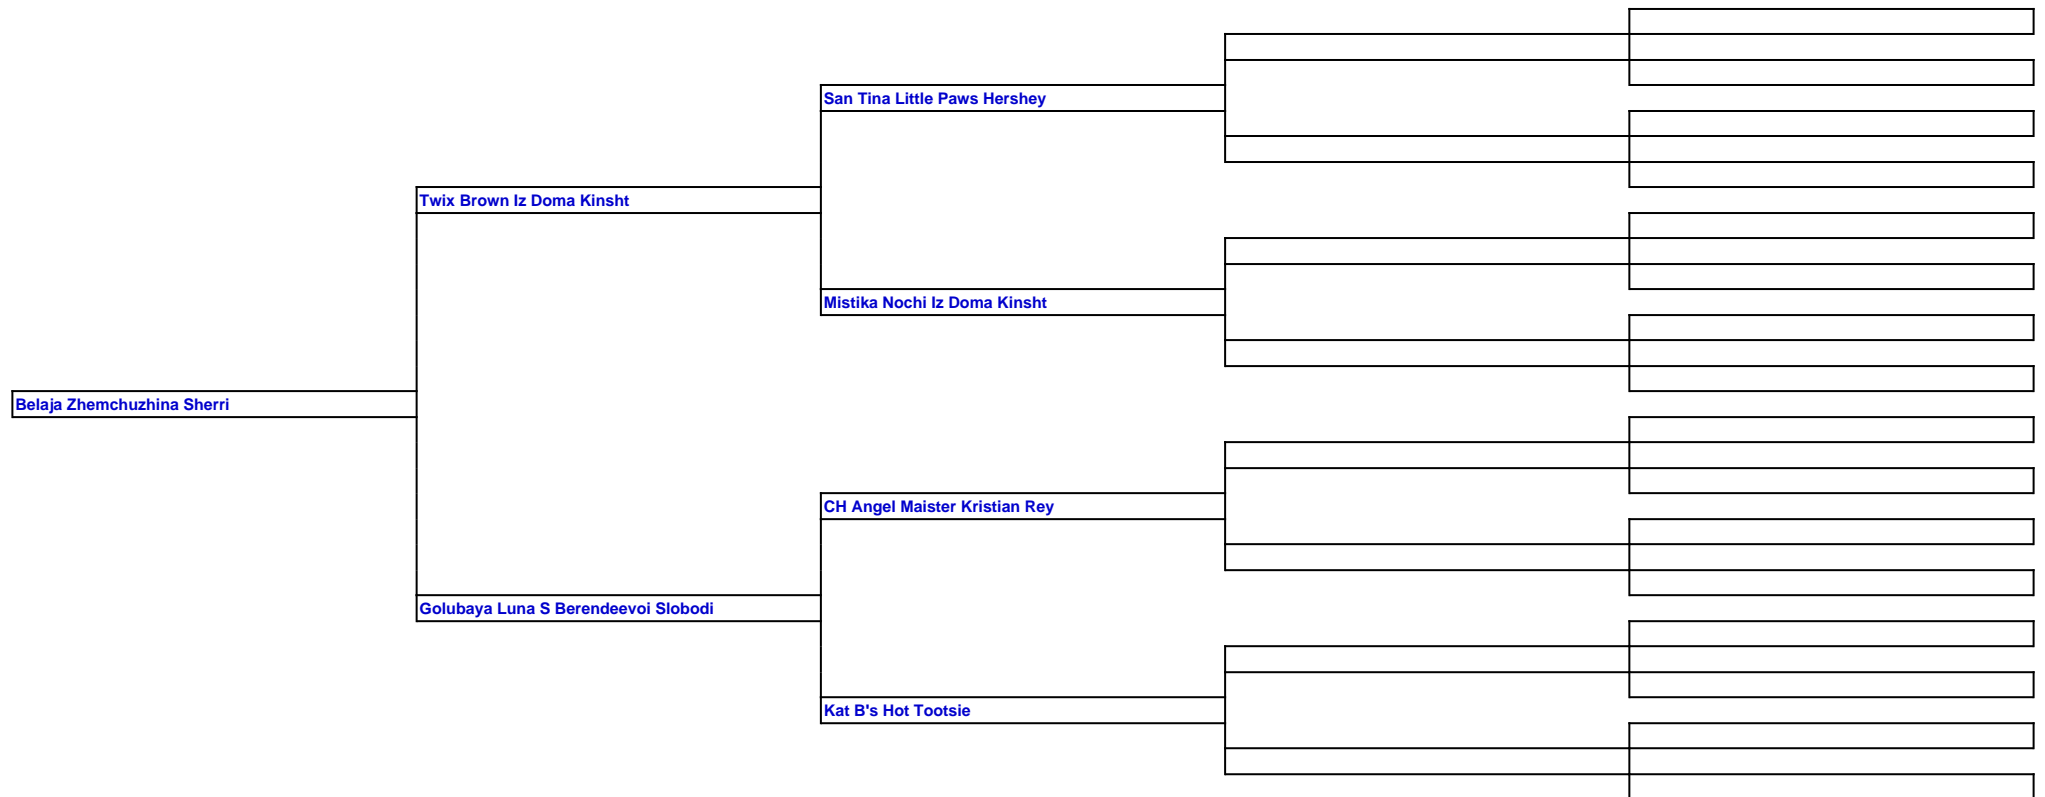 San Tina Little Paws Hershey
Twix Brown Iz Doma Kinsht
Mistika Nochi Iz Doma Kinsht
Belaja Zhemchuzhina Sherri
CH Angel Maister Kristian Rey
Golubaya Luna S Berendeevoi Slobodi
Kat B's Hot Tootsie